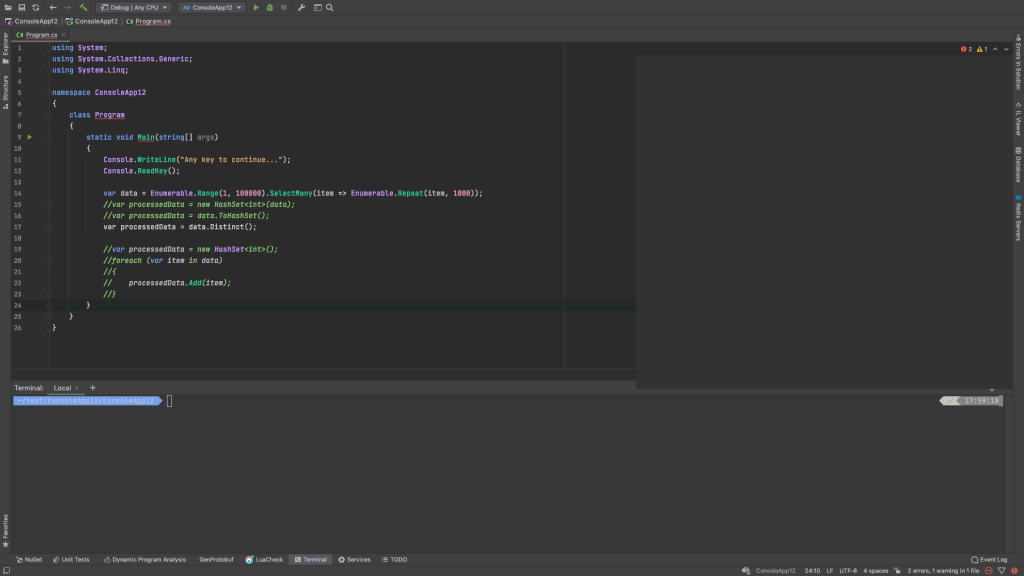 Debug | Any CPU
ConsoleApp12
ConsoleApp12
ConsoleApp12
Program.cs
Program.cs
Explorer
Structure
1 using System;
2 using System.Collections.Generic;
3 using System.Linq;
4
5 namespace ConsoleApp12
6 {
7 class Program
8 {
9 static void Main(string[] args)
10 {
11 Console.WriteLine("Any key to continue...");
12 Console.ReadKey();
13
14 var data = Enumerable.Range(1, 100000).SelectMany(item => Enumerable.Repeat(item, 1000));
15 //var processedData = new HashSet<int>(data);
16 //var processedData = data.ToHashSet();
17 var processedData = data.Distinct();
18
19 //var processedData = new HashSet<int>();
20 //foreach (var item in data)
21 //{
22 // processedData.Add(item);
23 //}
24 }
25 }
26 }
2 1
Errors In Solution
IL Viewer
Database
Redis Servers
Terminal: Local × +
~/test/ConsoleApp12/ConsoleApp12
17:59:18
Favorites
NuGet Unit Tests Dynamic Program Analysis GenProtobuf LuaCheck Terminal Services TODO Event Log
ConsoleApp12 24:10 LF UTF-8 4 spaces 2 errors, 1 warning in 1 file